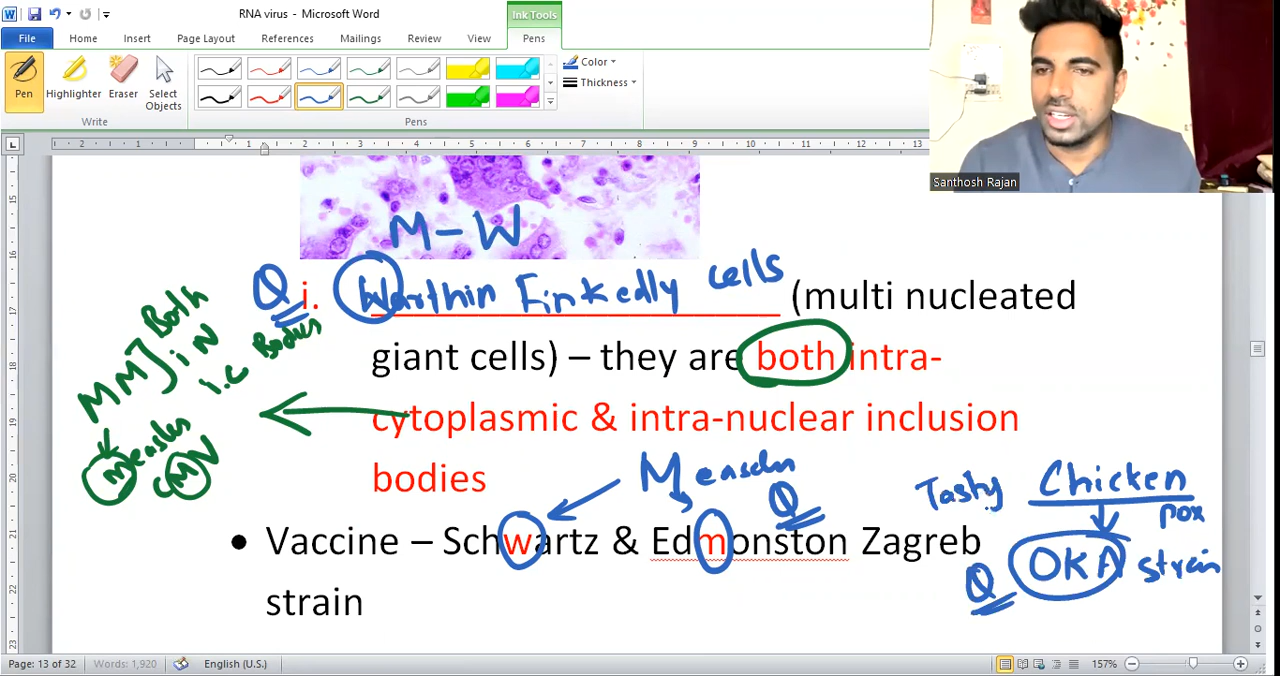 RNA virus - Microsoft Word
Ink Tools
File Home Insert Page Layout References Mailings Review View Pens
Pen Highlighter Eraser Select Objects
Color
Thickness
Write
Pens
Santhosh Rajan
M - W
Q i. Warthin Finkedly cells (multi nucleated
giant cells) – they are both intra-
cytoplasmic & intra-nuclear inclusion
bodies
MM] Both
iN
i.c Bodies
Measles
CMV
Measles
Q
Vaccine – Schwartz & Edmonston Zagreb
strain
Tasty Chicken
pox
Q OKA strain
Page: 13 of 32 Words: 1,920 English (U.S.) 157%